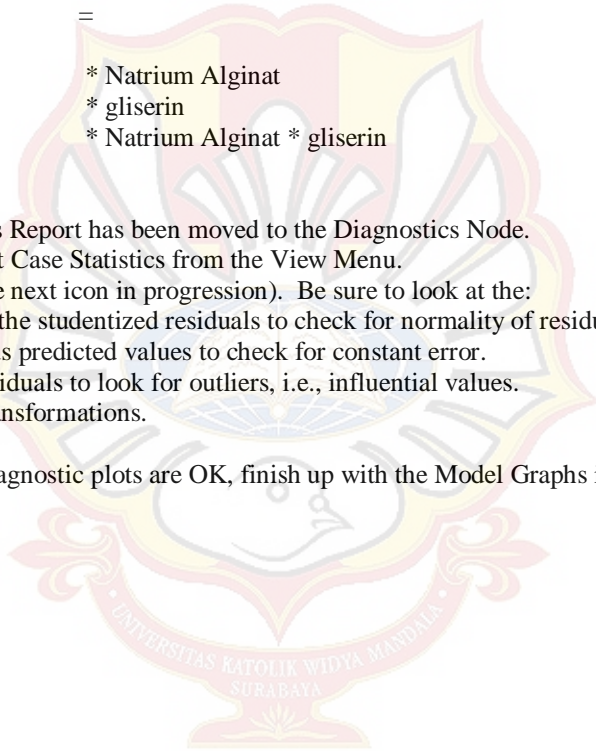 =
* Natrium Alginat
* gliserin
* Natrium Alginat * gliserin
s Report has been moved to the Diagnostics Node.
t Case Statistics from the View Menu.
e next icon in progression). Be sure to look at the:
the studentized residuals to check for normality of residu
us predicted values to check for constant error.
iduals to look for outliers, i.e., influential values.
ansformations.
agnostic plots are OK, finish up with the Model Graphs i
UNIVERSITAS KATOLIK WIDYA MANDALA
SURABAYA